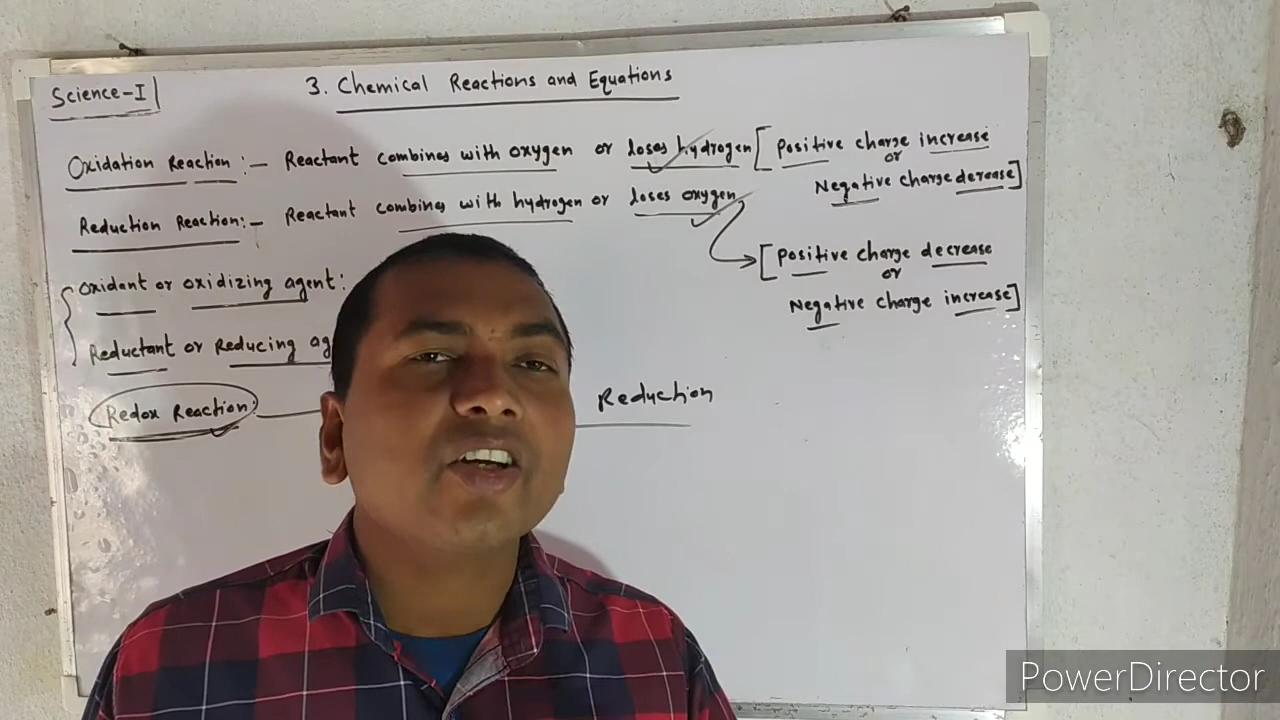 Science-I
3. Chemical Reactions and Equations
Oxidation Reaction:- Reactant combines with oxygen or loses hydrogen [Positive charge increase
or
Negative charge derease]
Reduction Reaction:- Reactant combines with hydrogen or loses oxygen
[Positive charge decrease
or
Negative charge increase]
Oxidant or oxidizing agent:
Reductant or Reducing ag
Redox Reaction: Reduction
PowerDirector